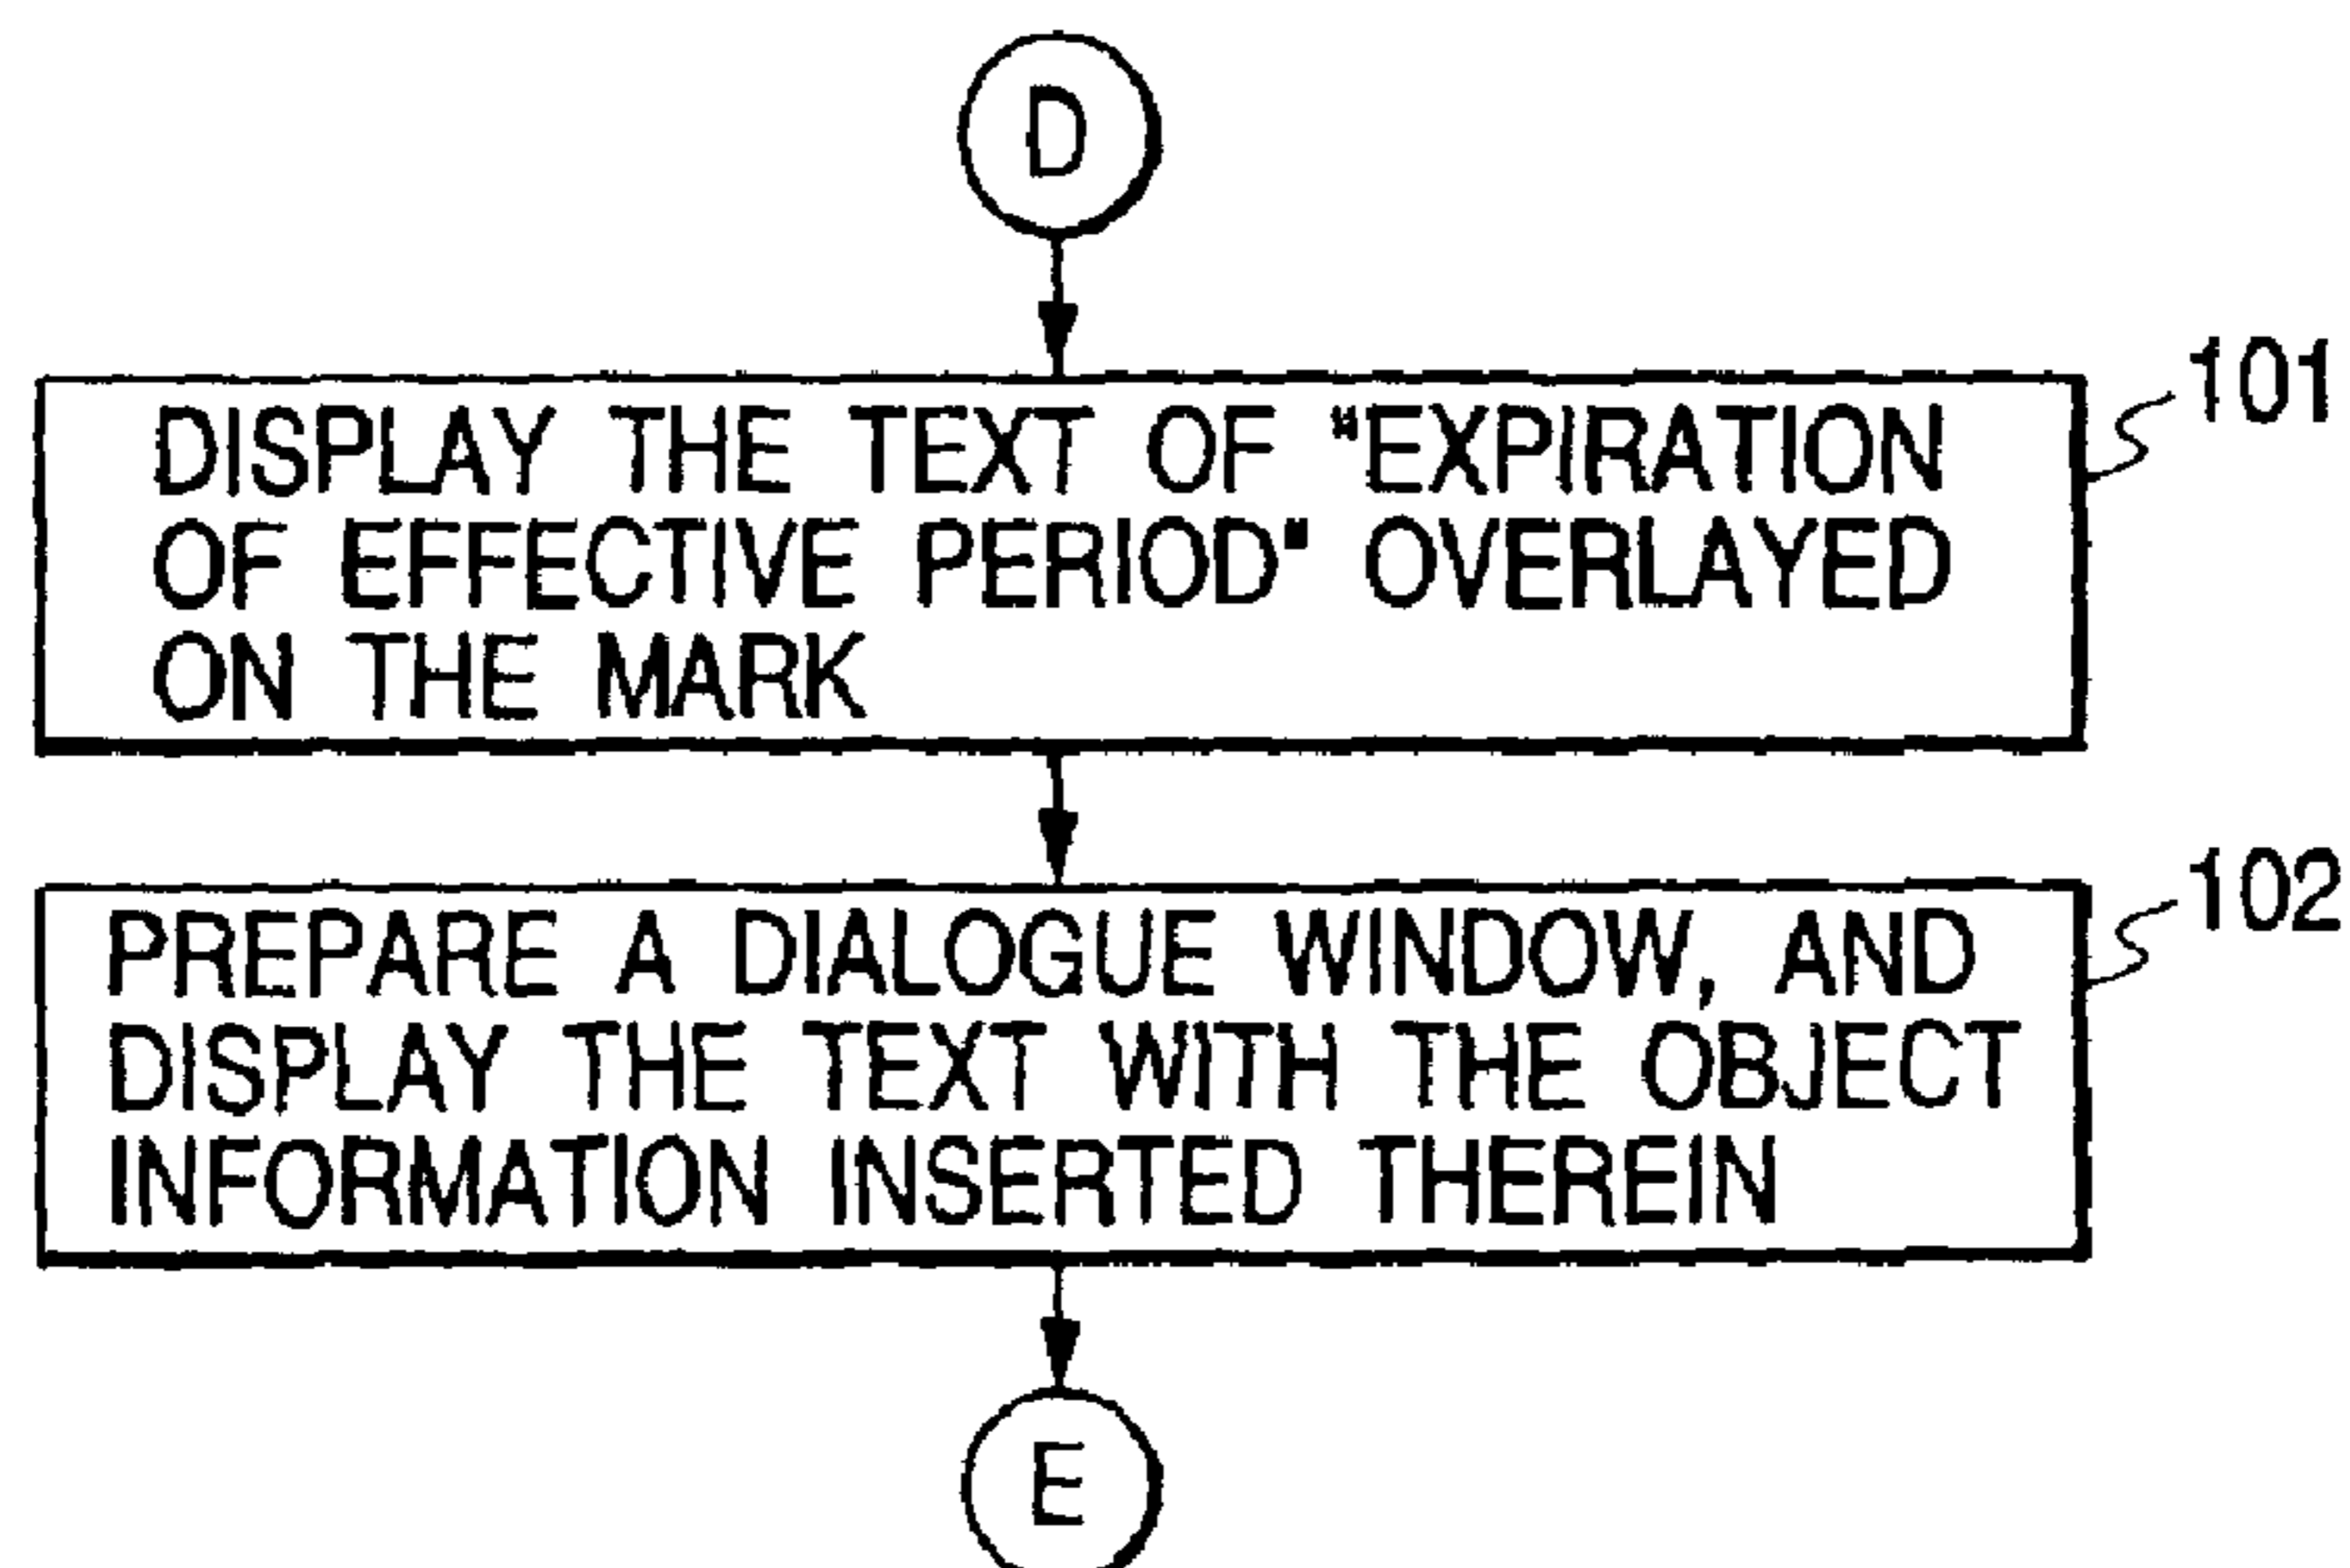 D
101
DISPLAY THE TEXT OF "EXPIRATION
OF EFFECTIVE PERIOD" OVERLAYED
ON THE MARK
102
PREPARE A DIALOGUE WINDOW, AND
DISPLAY THE TEXT WITH THE OBJECT
INFORMATION INSERTED THEREIN
E